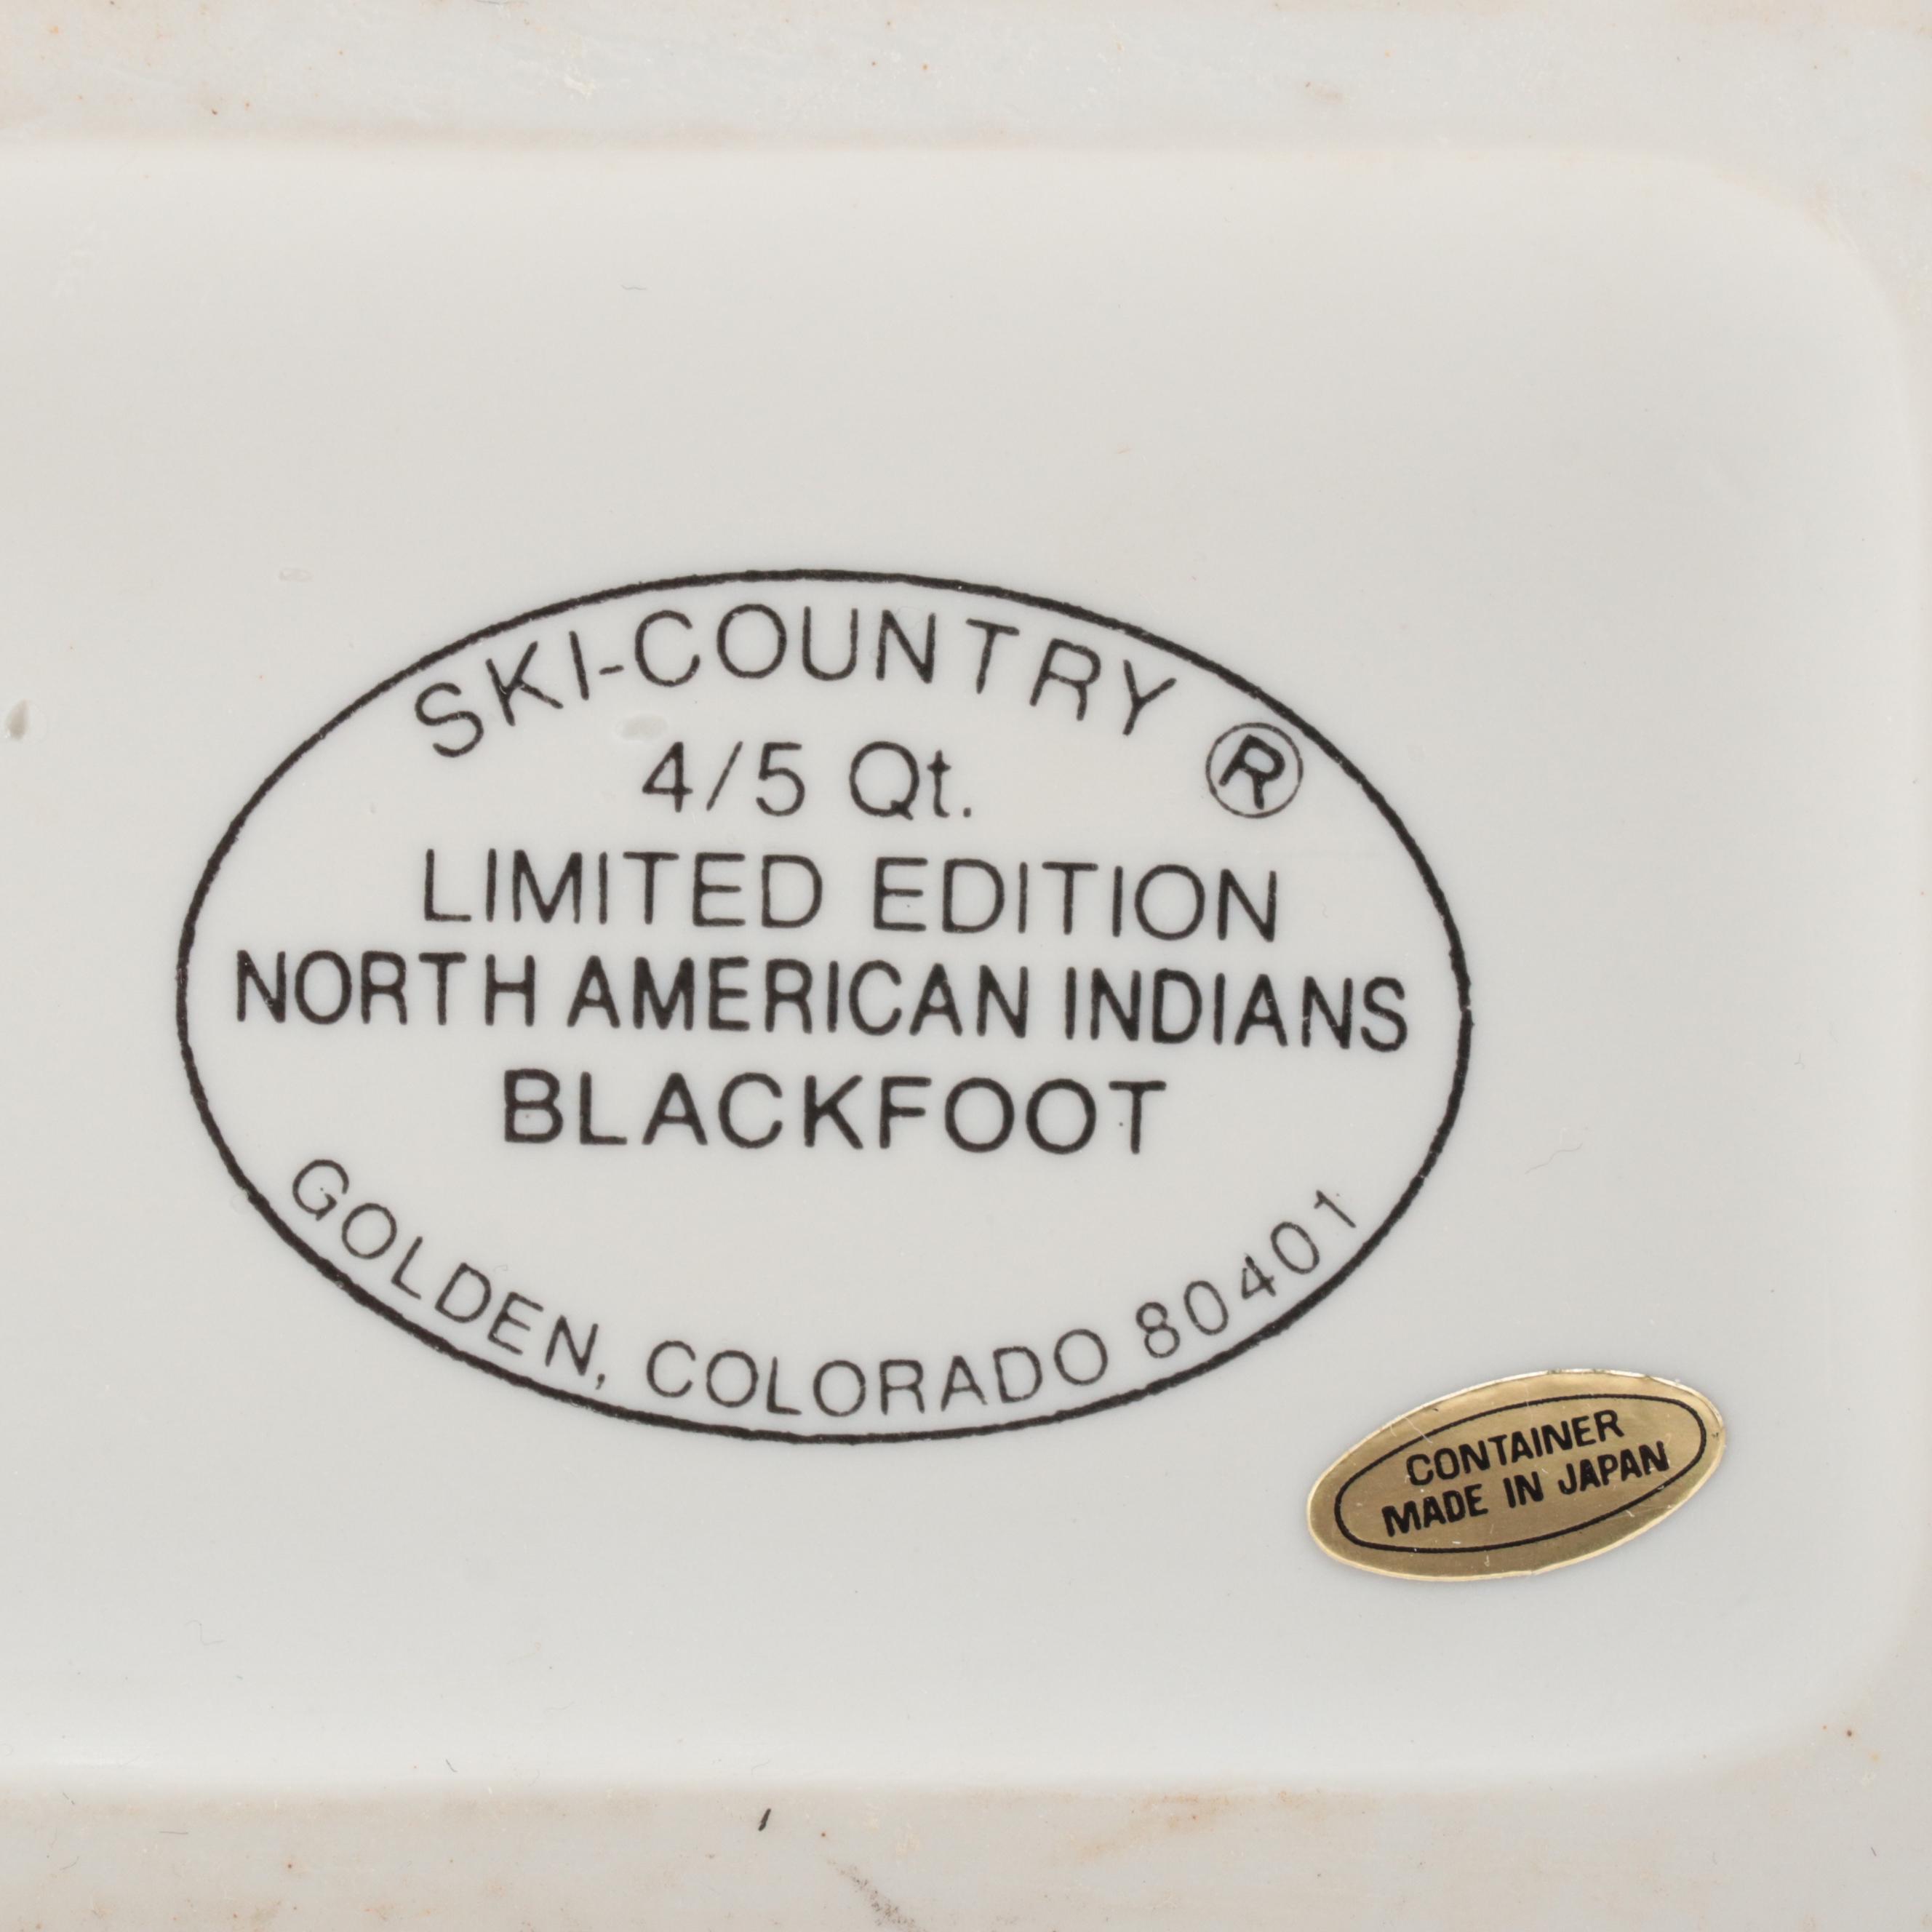 SKI-COUNTRY ®
4/5 Qt.
LIMITED EDITION
NORTH AMERICAN INDIANS
BLACKFOOT
GOLDEN, COLORADO 80401
CONTAINER
MADE IN JAPAN